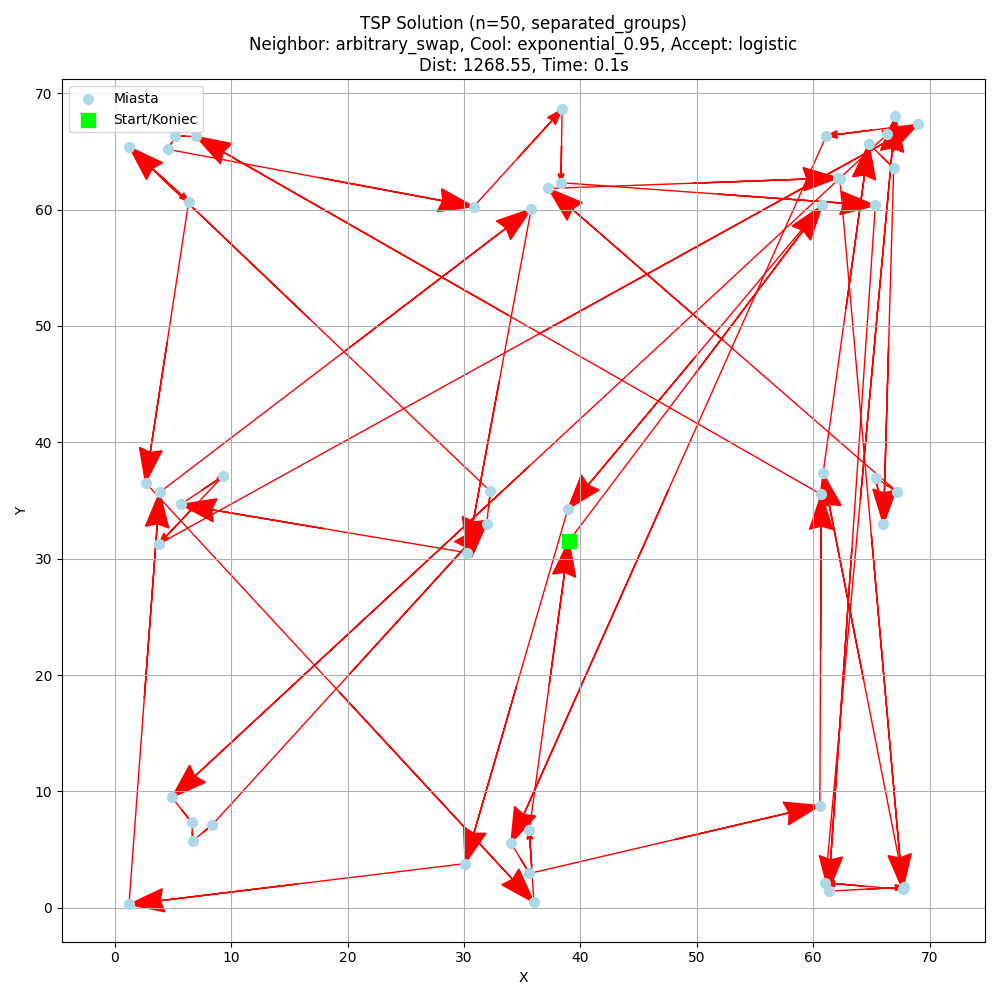 TSP Solution (n=50, separated_groups)
Neighbor: arbitrary_swap, Cool: exponential_0.95, Accept: logistic
Dist: 1268.55, Time: 0.1s
Miasta
Start/Koniec
70
60
50
40
30
20
10
0
Y
0 10 20 30 40 50 60 70
X